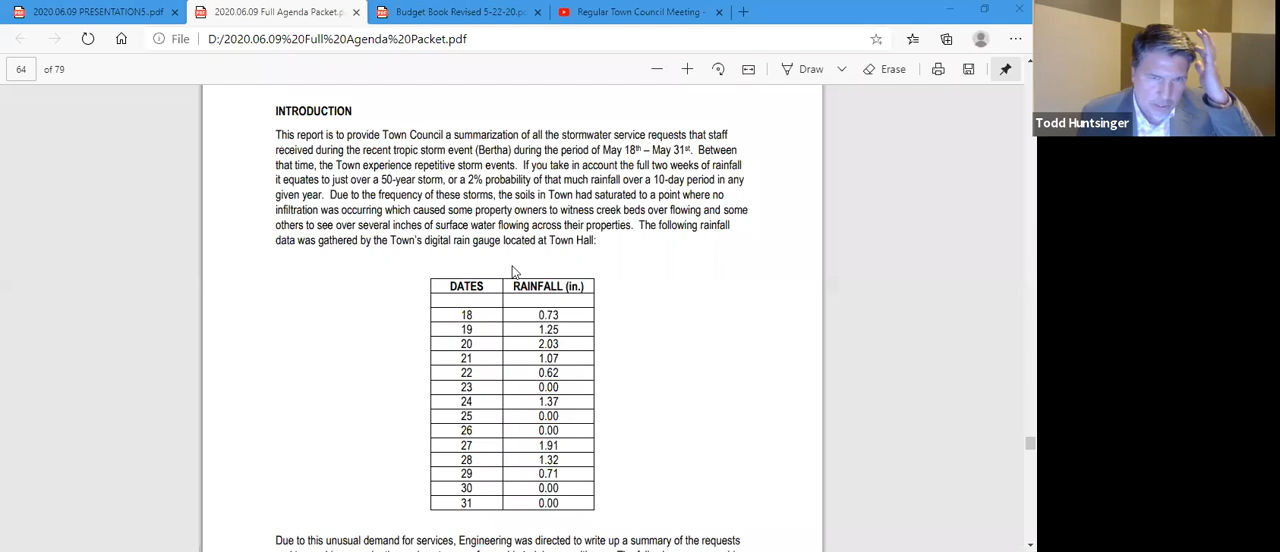 2020.06.09 PRESENTATION5.pdf
2020.06.09 Full Agenda Packet.p
Budget Book Revised 5-22-20.pc
Regular Town Council Meeting -
File D:/2020.06.09%20Full%20Agenda%20Packet.pdf
64 of 79 Draw Erase
Todd Huntsinger
INTRODUCTION
This report is to provide Town Council a summarization of all the stormwater service requests that staff
received during the recent tropic storm event (Bertha) during the period of May 18th – May 31st. Between
that time, the Town experience repetitive storm events. If you take in account the full two weeks of rainfall
it equates to just over a 50-year storm, or a 2% probability of that much rainfall over a 10-day period in any
given year. Due to the frequency of these storms, the soils in Town had saturated to a point where no
infiltration was occurring which caused some property owners to witness creek beds over flowing and some
others to see over several inches of surface water flowing across their properties. The following rainfall
data was gathered by the Town's digital rain gauge located at Town Hall:
DATES RAINFALL (in.)
18 0.73
19 1.25
20 2.03
21 1.07
22 0.62
23 0.00
24 1.37
25 0.00
26 0.00
27 1.91
28 1.32
29 0.71
30 0.00
31 0.00
Due to this unusual demand for services, Engineering was directed to write up a summary of the requests